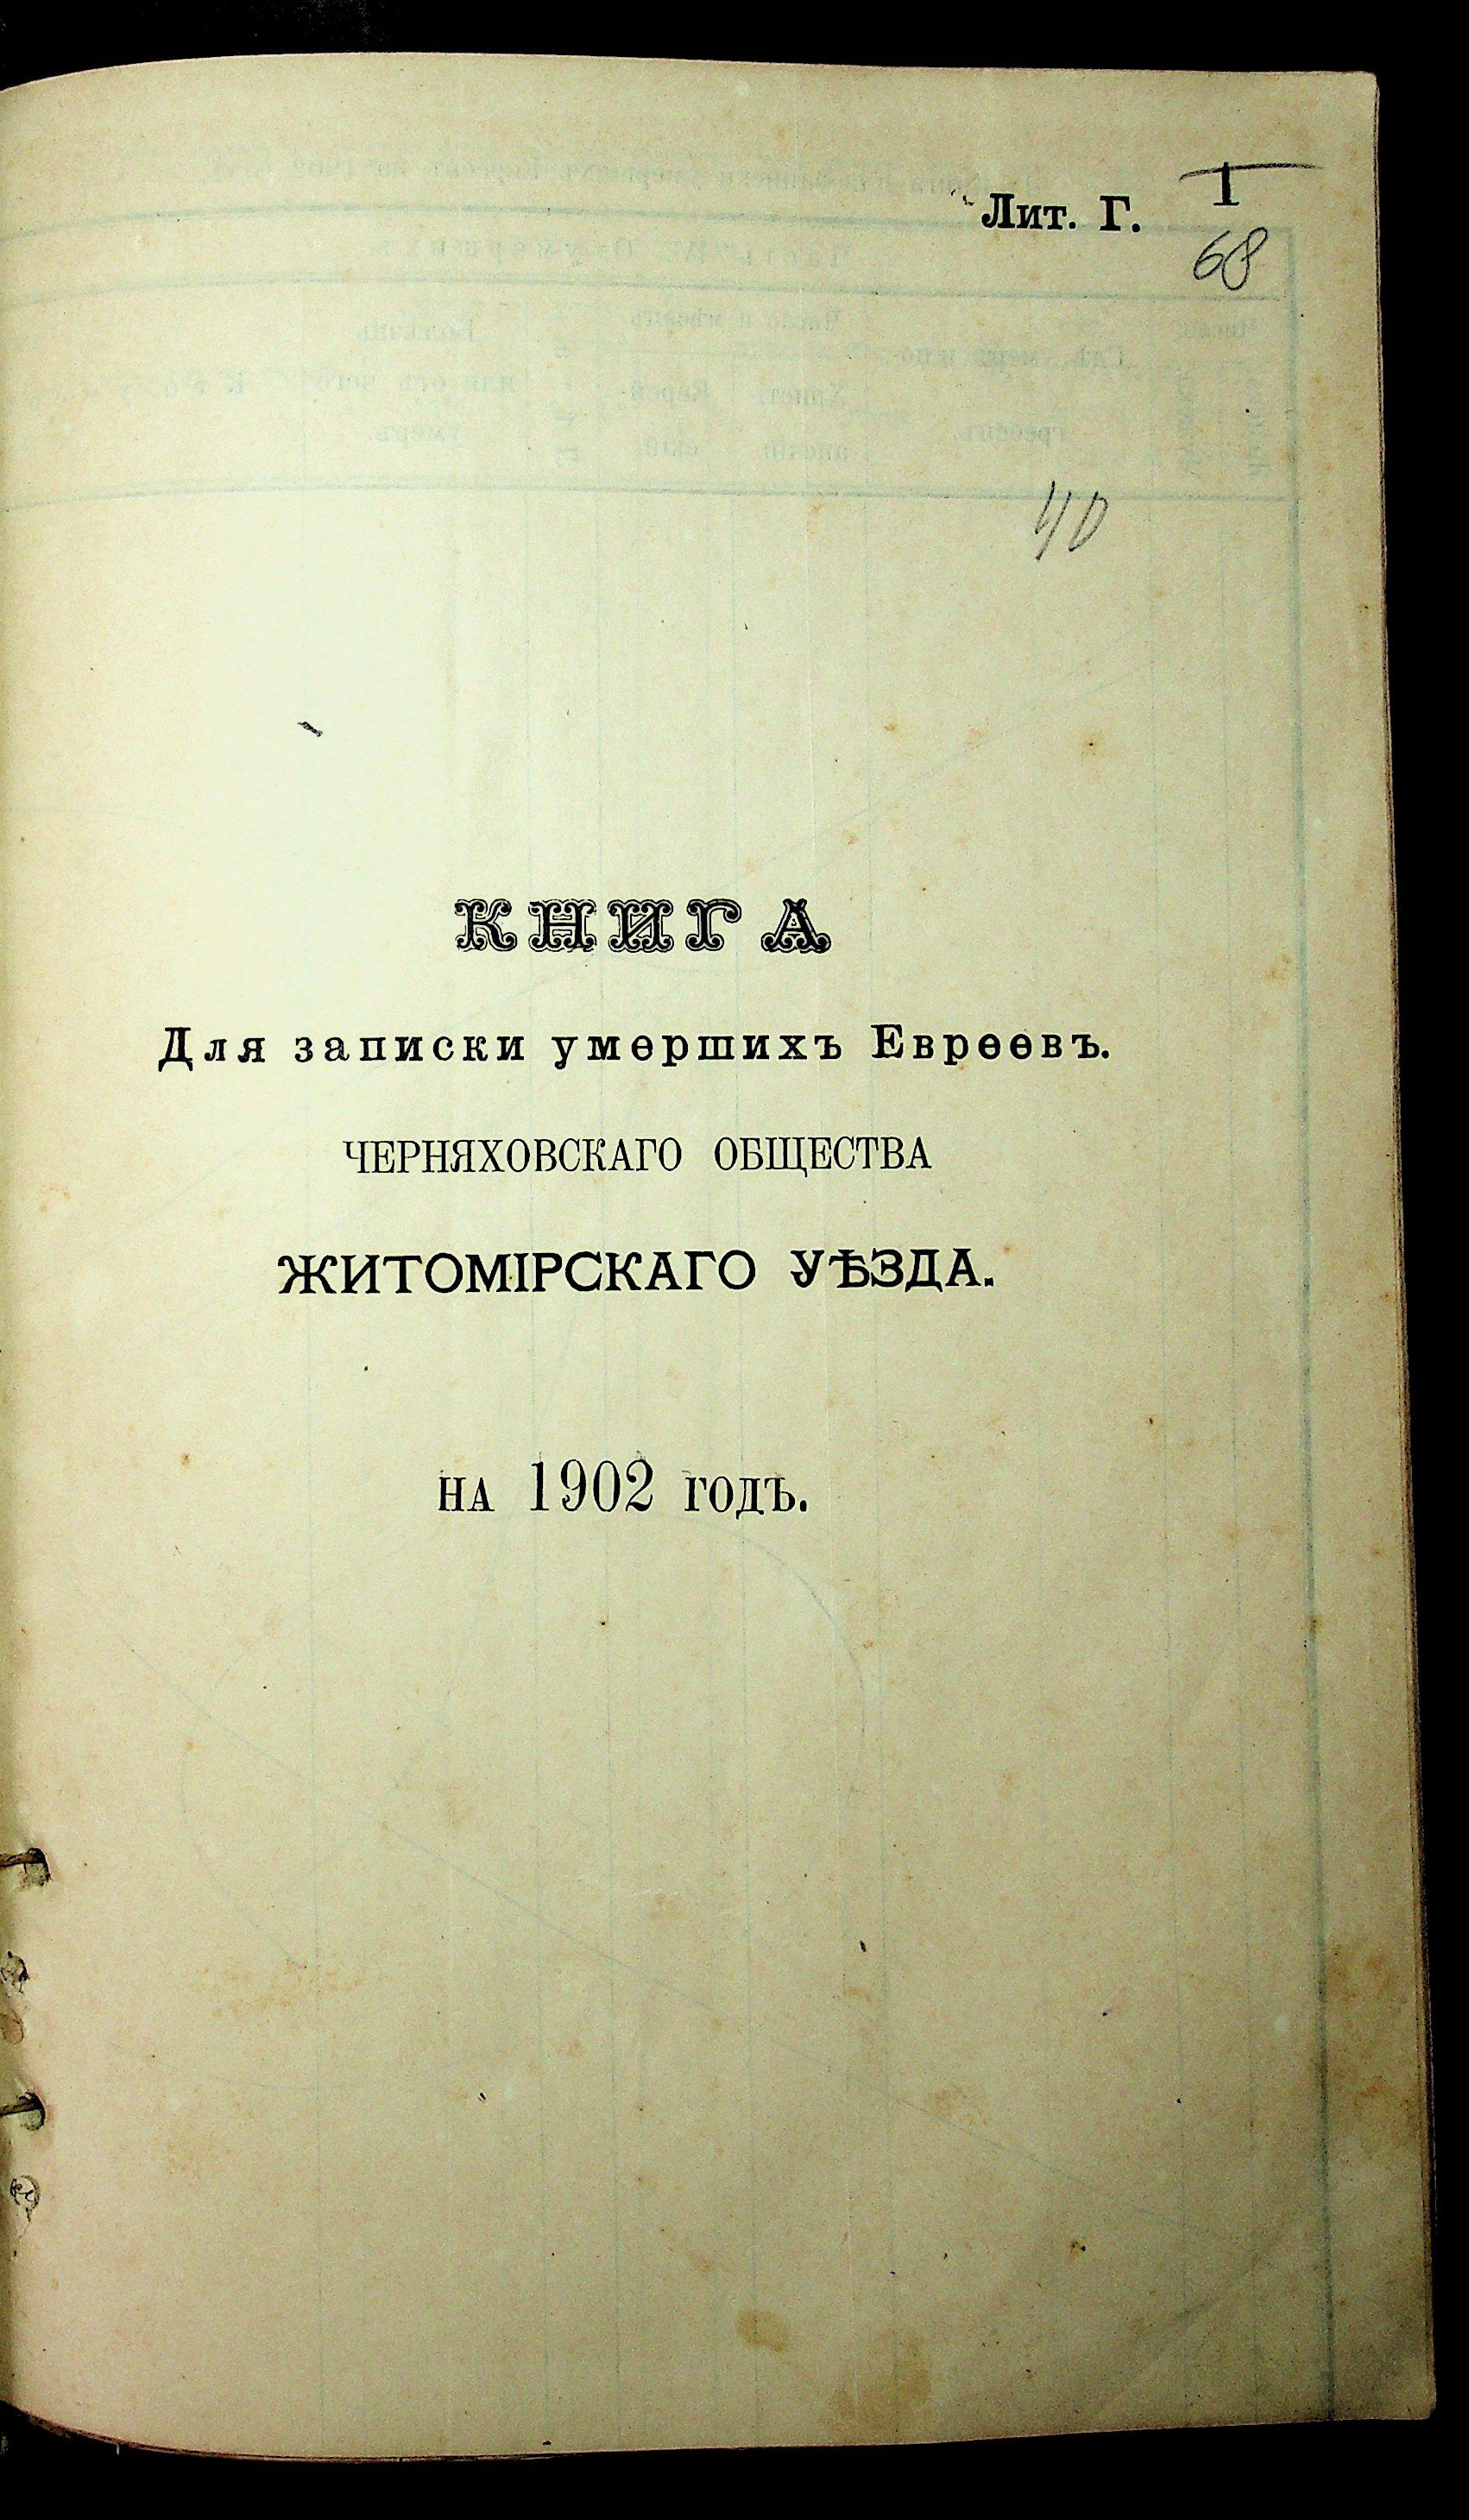 Лит. Г.
1
68
40
КНИГА
Для записки умершихъ Евреевъ.
ЧЕРНЯХОВСКАГО ОБЩЕСТВА
ЖИТОМІРСКАГО УѢЗДА.
НА 1902 ГОДЪ.